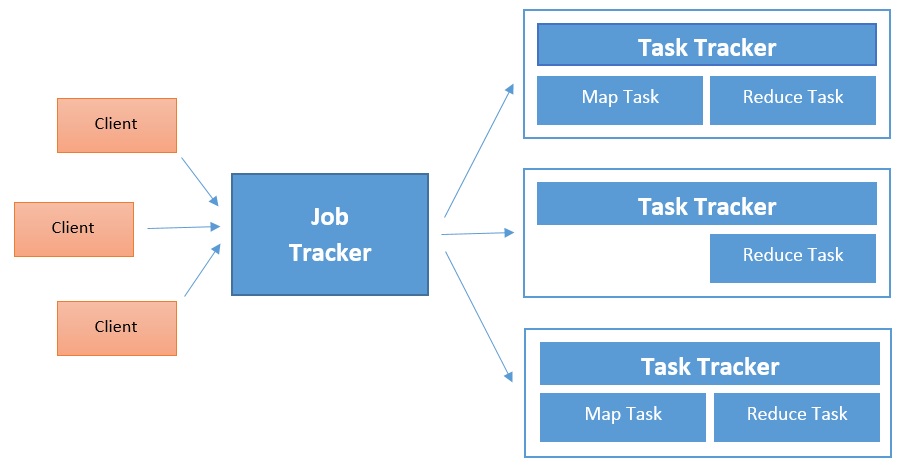 Client
Client
Client
Job
Tracker
Task Tracker
Map Task
Reduce Task
Task Tracker
Reduce Task
Task Tracker
Map Task
Reduce Task